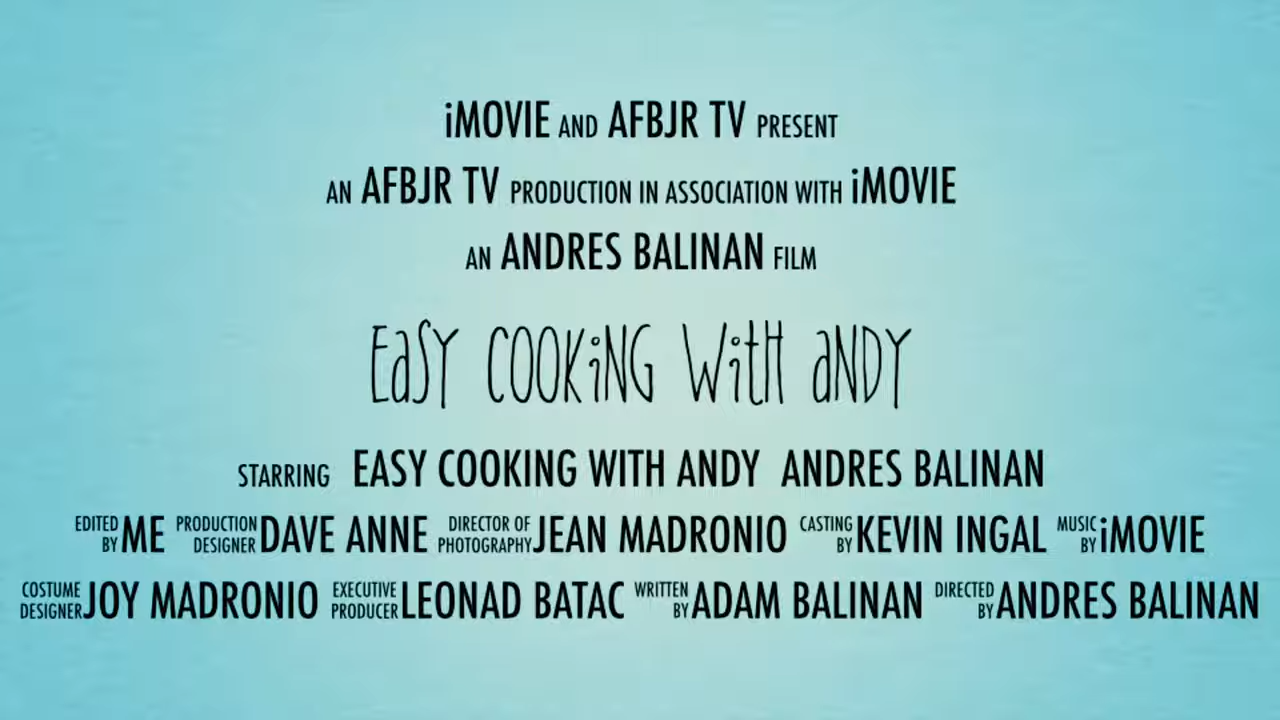 iMOVIE AND AFBJR TV PRESENT
AN AFBJR TV PRODUCTION IN ASSOCIATION WITH iMOVIE
AN ANDRES BALINAN FILM
EaSY COOKiNG WitH aNDY
STARRING EASY COOKING WITH ANDY ANDRES BALINAN
EDITED BY ME PRODUCTION DESIGNER DAVE ANNE DIRECTOR OF PHOTOGRAPHY JEAN MADRONIO CASTING BY KEVIN INGAL MUSIC BY iMOVIE
COSTUME DESIGNER JOY MADRONIO EXECUTIVE PRODUCER LEONAD BATAC WRITTEN BY ADAM BALINAN DIRECTED BY ANDRES BALINAN